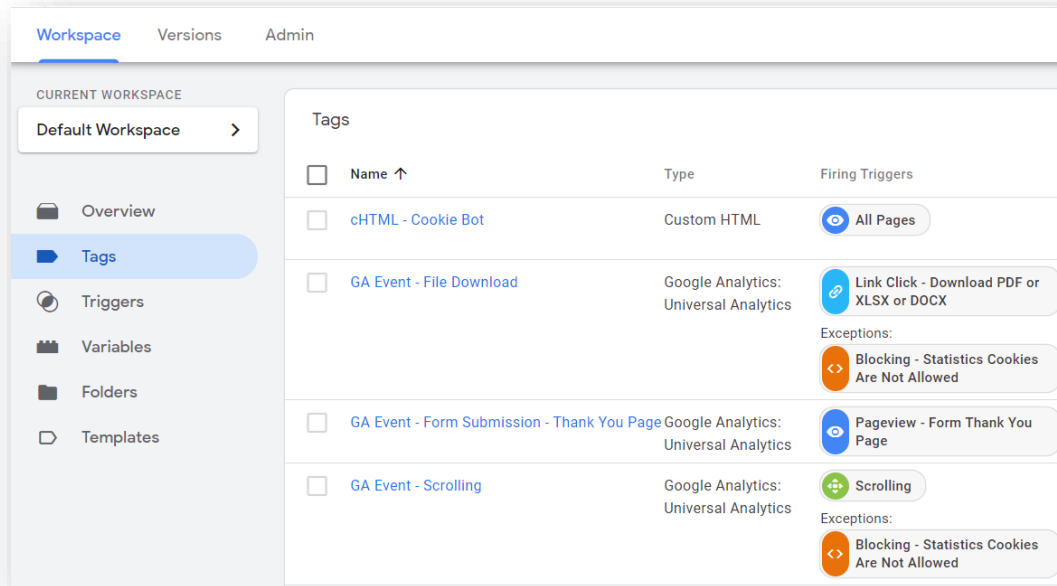 Workspace Versions Admin
CURRENT WORKSPACE
Default Workspace
Overview
Tags
Triggers
Variables
Folders
Templates
Tags
Name Type Firing Triggers
cHTML - Cookie Bot Custom HTML All Pages
GA Event - File Download Google Analytics: Link Click - Download PDF or
Universal Analytics XLSX or DOCX
Exceptions:
Blocking - Statistics Cookies
Are Not Allowed
GA Event - Form Submission - Thank You Page Google Analytics: Pageview - Form Thank You
Universal Analytics Page
GA Event - Scrolling Google Analytics: Scrolling
Universal Analytics
Exceptions:
Blocking - Statistics Cookies
Are Not Allowed